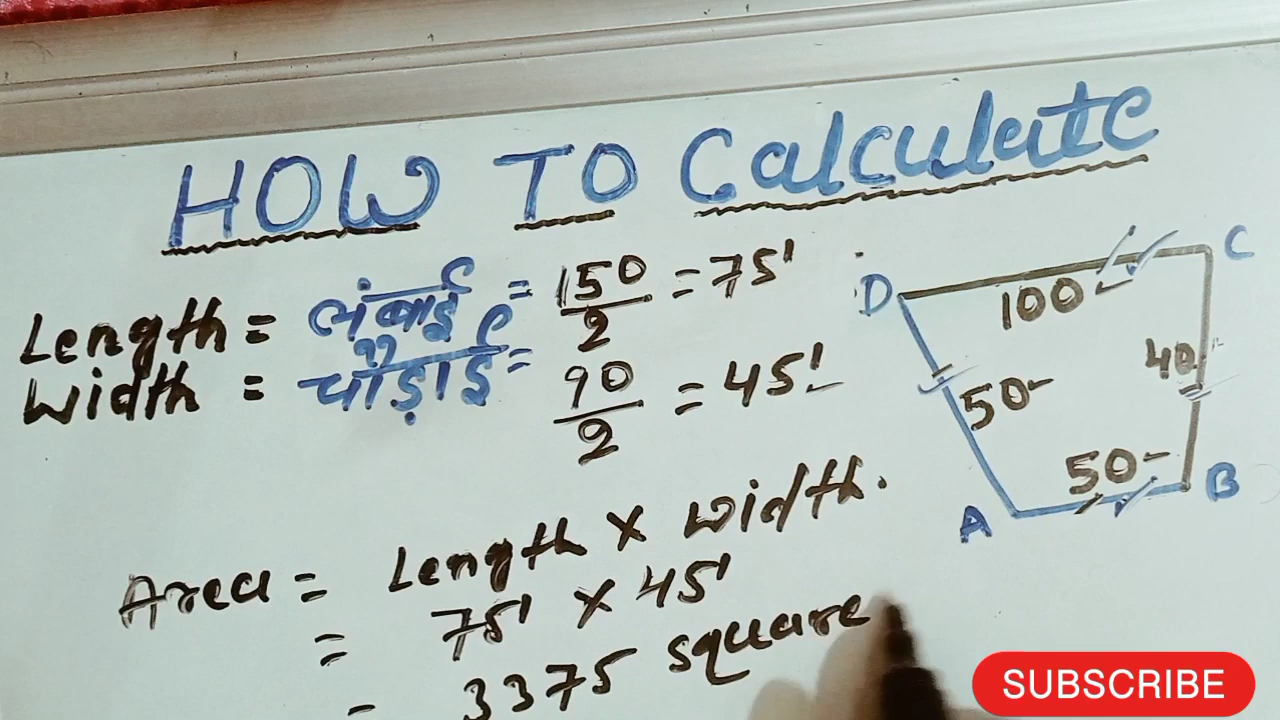 HOW TO Calculate
Length = लंबाई = 150/2 = 75'
Width = चौड़ाई = 90/2 = 45'
Area = Length × Width.
= 75' × 45'
= 3375 square
D
C
100
40
50
50
A
B
SUBSCRIBE